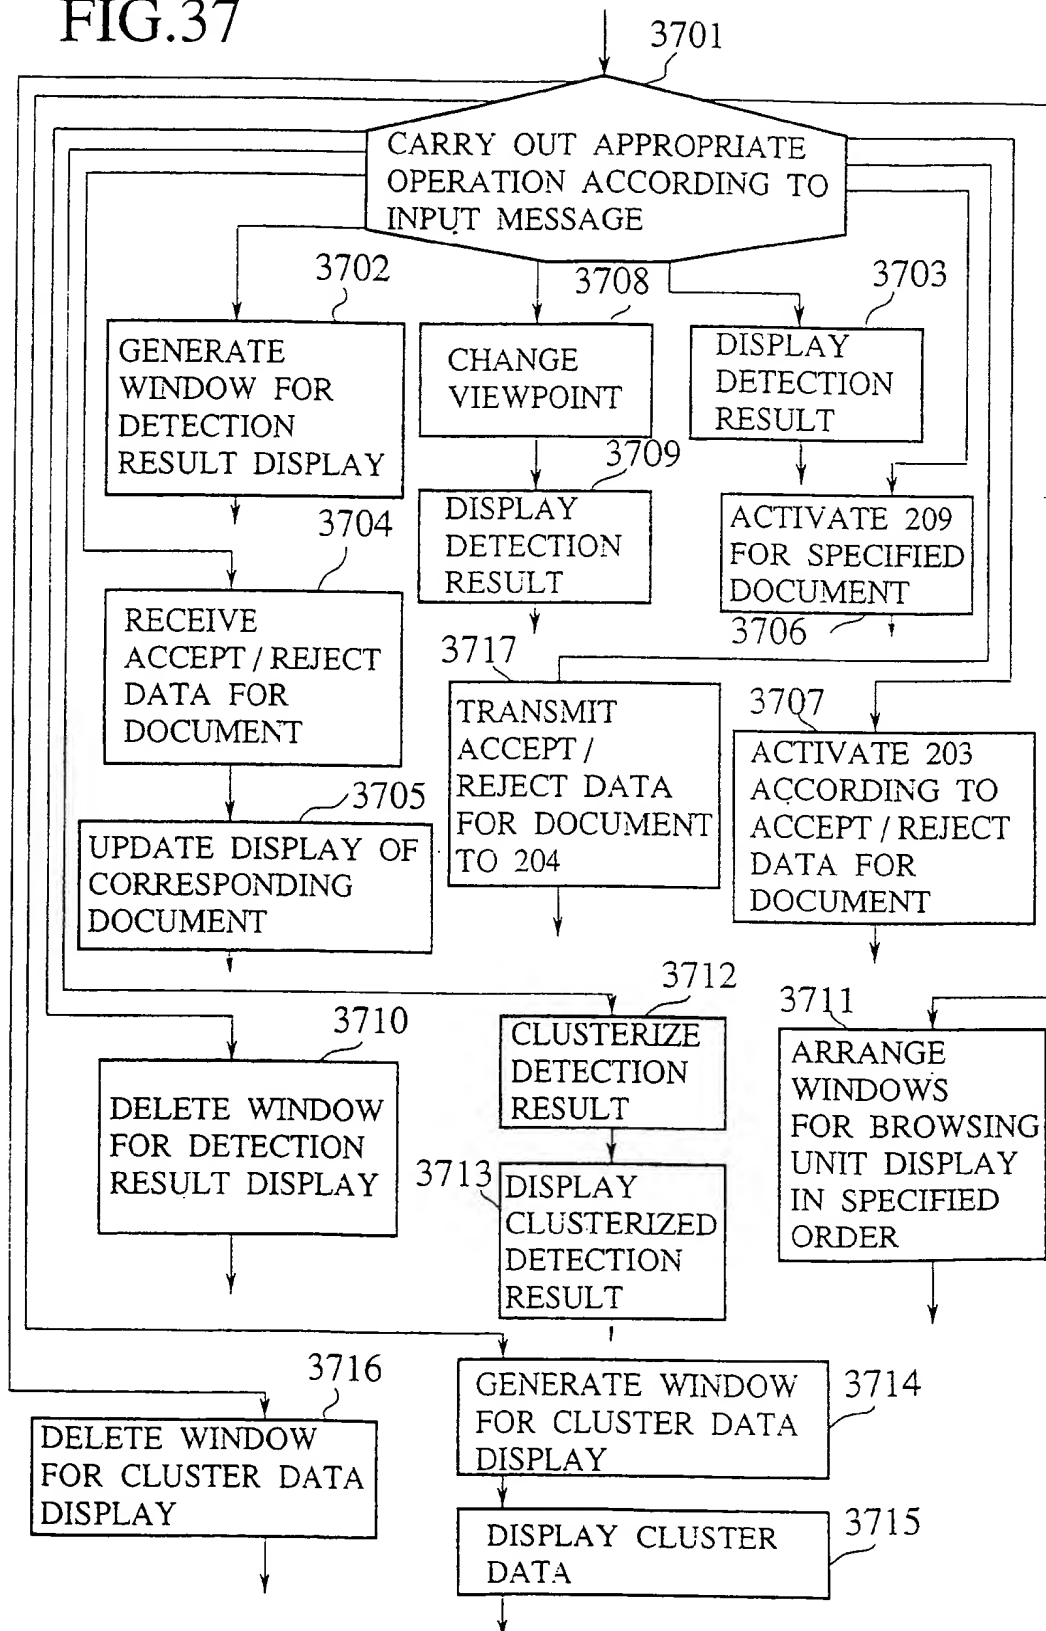 FIG.37
3701
CARRY OUT APPROPRIATE
OPERATION ACCORDING TO
INPUT MESSAGE
3702
GENERATE
WINDOW FOR
DETECTION
RESULT DISPLAY
3708
CHANGE
VIEWPOINT
3703
DISPLAY
DETECTION
RESULT
3709
DISPLAY
DETECTION
RESULT
ACTIVATE 209
FOR SPECIFIED
DOCUMENT
3706
3704
RECEIVE
ACCEPT / REJECT
DATA FOR
DOCUMENT
3717
TRANSMIT
ACCEPT /
REJECT DATA
FOR DOCUMENT
TO 204
3707
ACTIVATE 203
ACCORDING TO
ACCEPT / REJECT
DATA FOR
DOCUMENT
3705
UPDATE DISPLAY OF
CORRESPONDING
DOCUMENT
3710
DELETE WINDOW
FOR DETECTION
RESULT DISPLAY
3712
CLUSTERIZE
DETECTION
RESULT
3711
ARRANGE
WINDOWS
FOR BROWSING
UNIT DISPLAY
IN SPECIFIED
ORDER
3713
DISPLAY
CLUSTERIZED
DETECTION
RESULT
3716
DELETE WINDOW
FOR CLUSTER DATA
DISPLAY
3714
GENERATE WINDOW
FOR CLUSTER DATA
DISPLAY
3715
DISPLAY CLUSTER
DATA